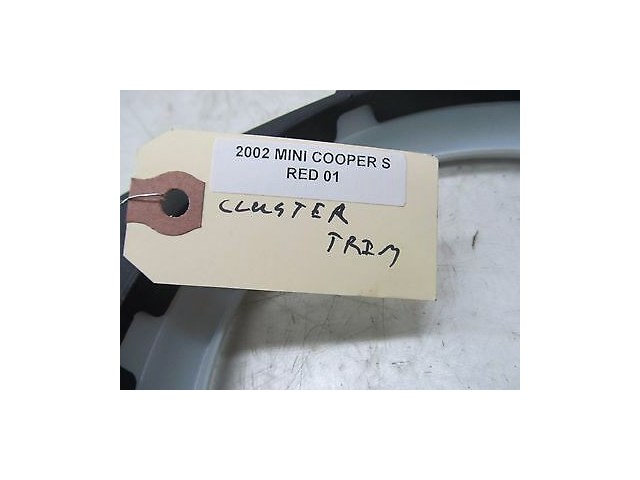 2002 MINI COOPER S
RED 01
CLUSTER
TRIM